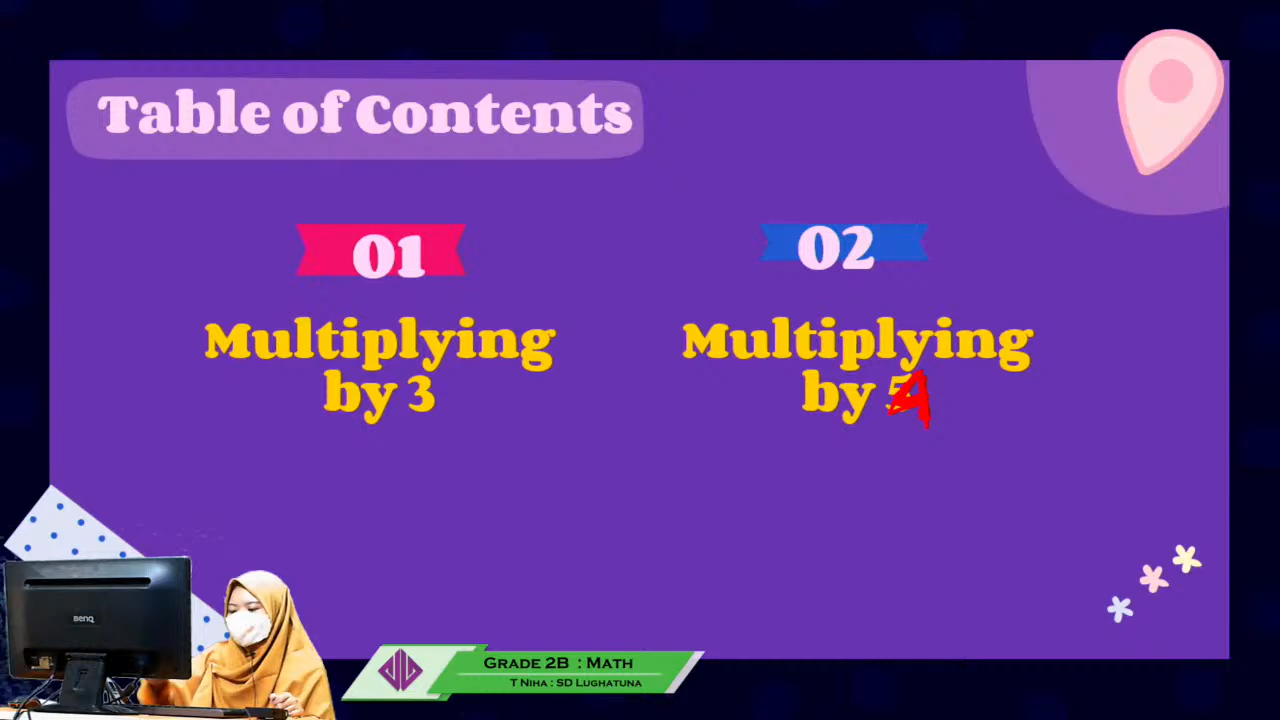 Table of Contents
01
Multiplying
by 3
02
Multiplying
by 4
BenQ
Grade 2B : Math
T Niha : SD Lughatuna